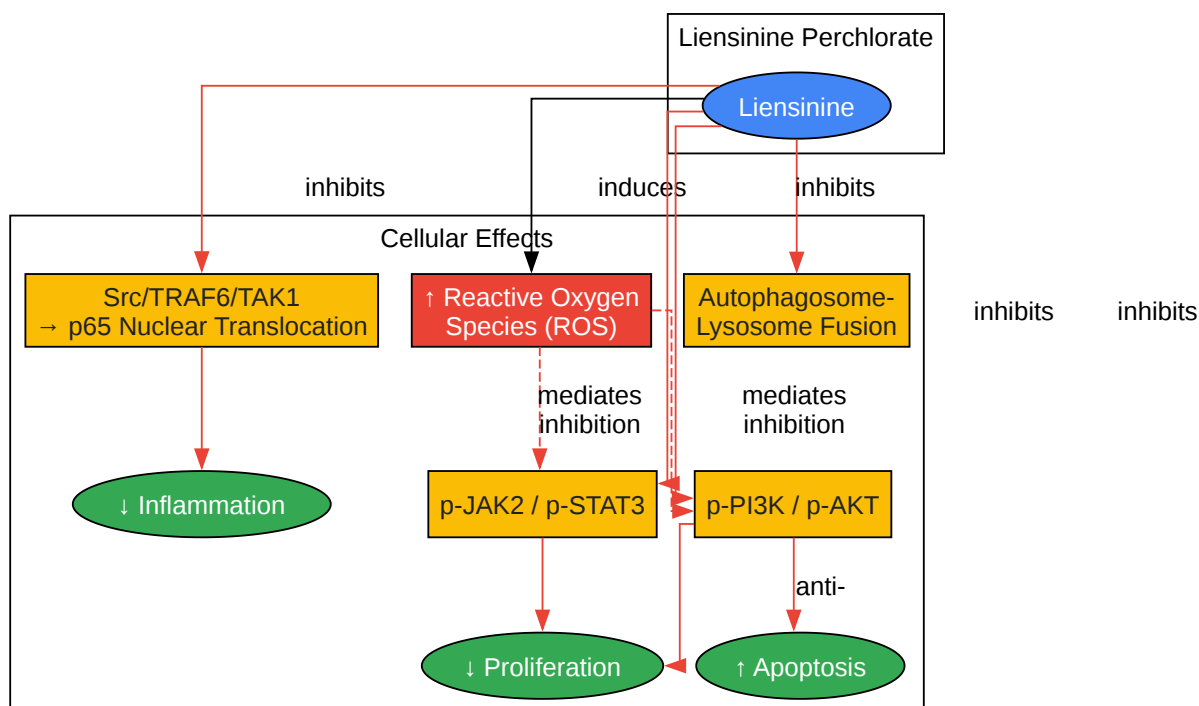 Liensinine Perchlorate
Liensinine
inhibits
induces
inhibits
Cellular Effects
Src/TRAF6/TAK1
→ p65 Nuclear Translocation
↑ Reactive Oxygen
Species (ROS)
Autophagosome-
Lysosome Fusion
inhibits
inhibits
mediates
inhibition
mediates
inhibition
↓ Inflammation
p-JAK2 / p-STAT3
p-PI3K / p-AKT
anti-
↓ Proliferation
↑ Apoptosis